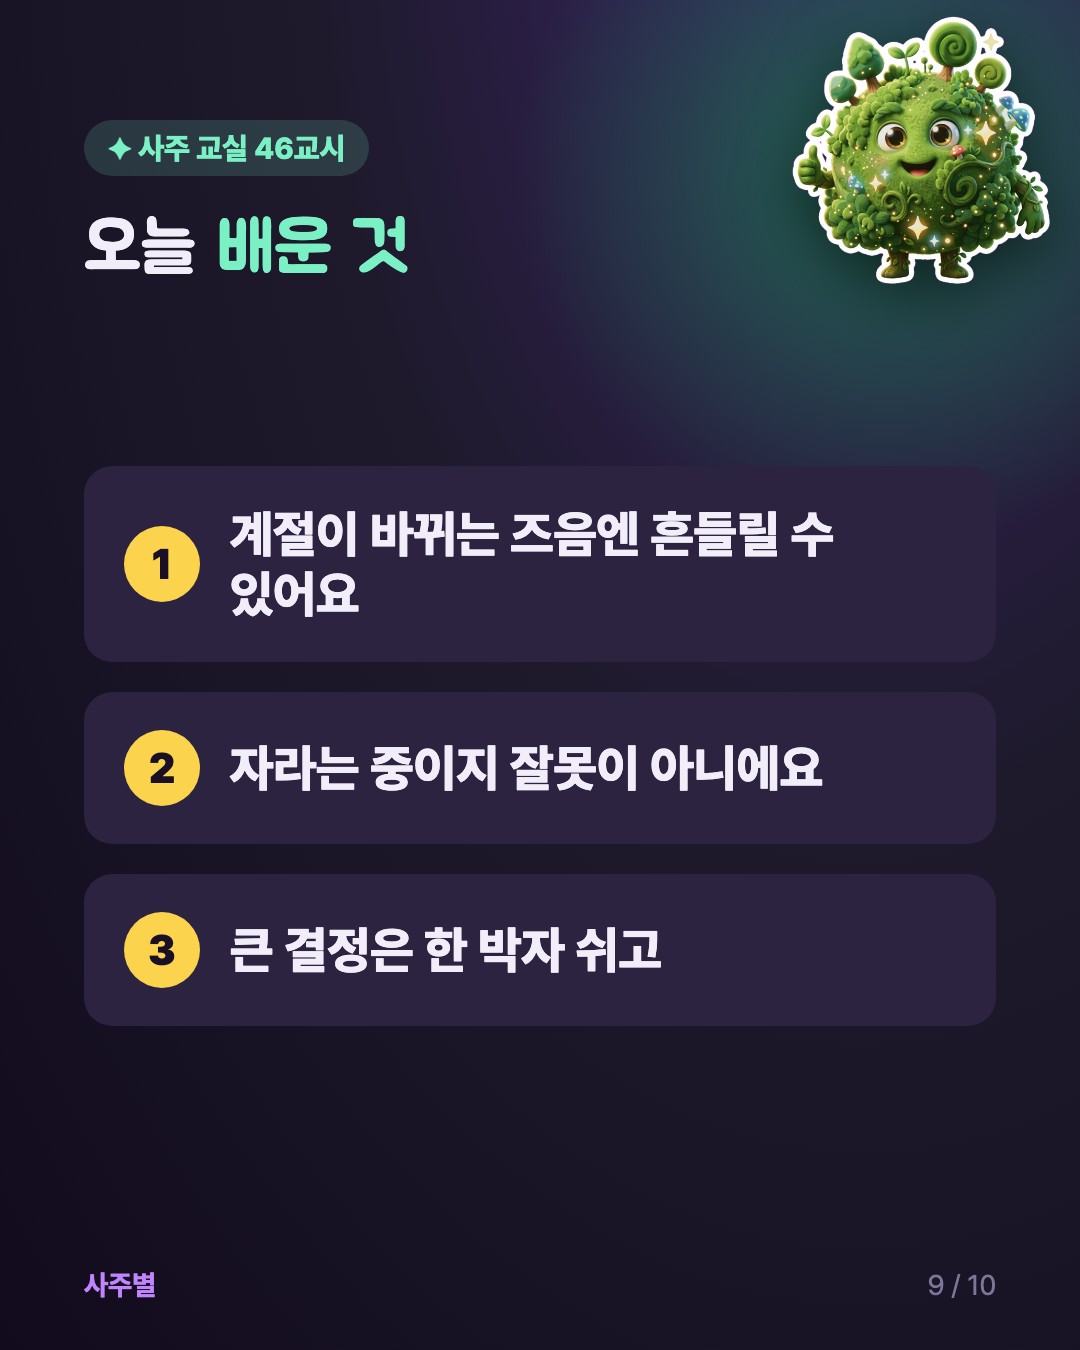 ✦ 사주 교실 46교시
오늘 배운 것
1 계절이 바뀌는 즈음엔 흔들릴 수
있어요
2 자라는 중이지 잘못이 아니에요
3 큰 결정은 한 박자 쉬고
사주별
9 / 10